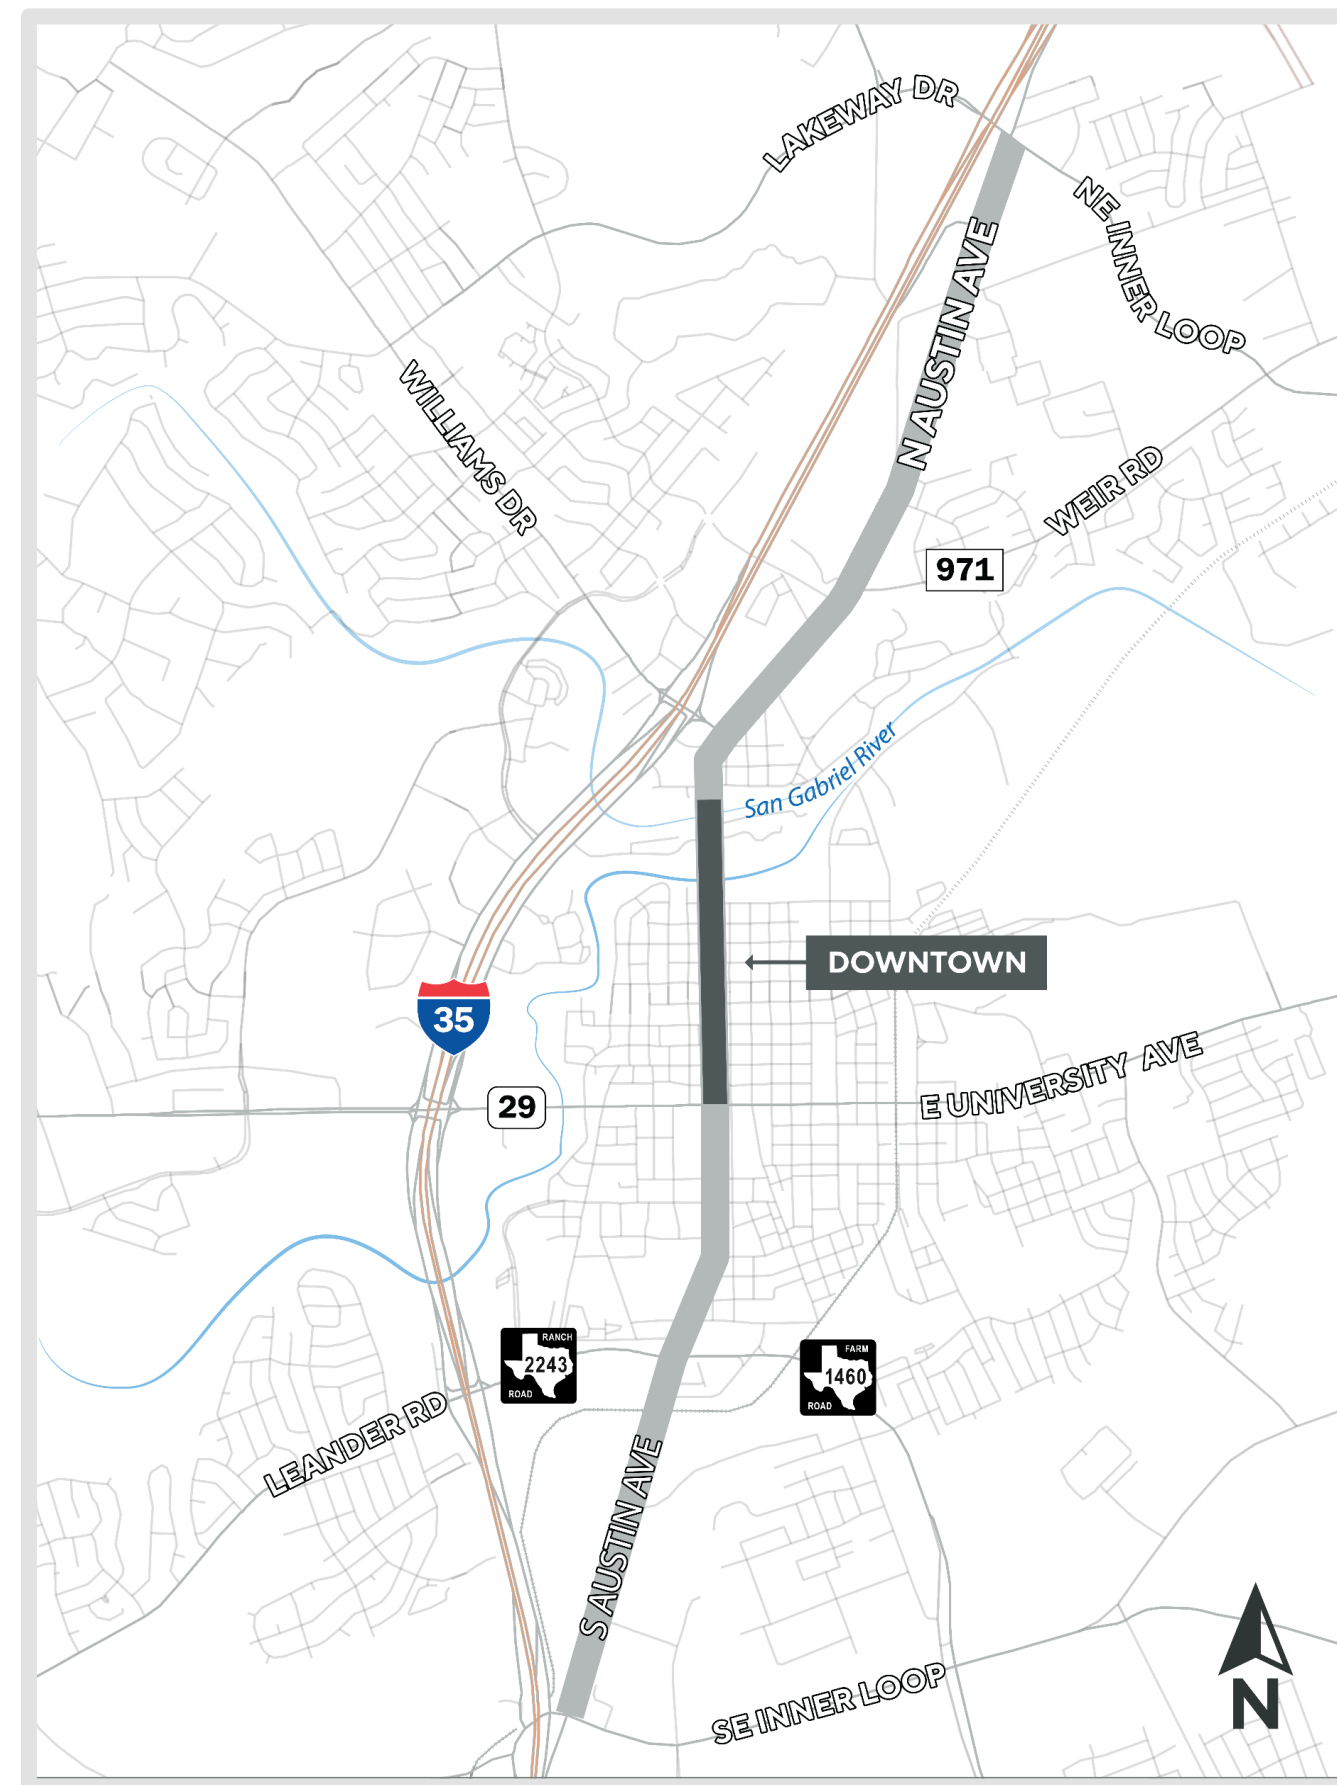 LAKEWAY DR
NE INNER LOOP
N AUSTIN AVE
WILLIAMS DR
WEIR RD
971
San Gabriel River
DOWNTOWN
35
29
E UNIVERSITY AVE
RANCH
2243
ROAD
FARM
1460
ROAD
LEANDER RD
S AUSTIN AVE
SE INNER LOOP
N